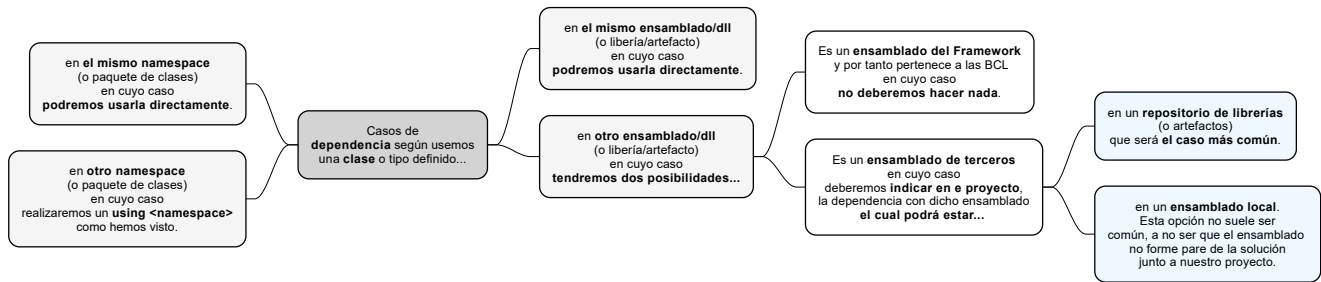 en el mismo namespace
(o paquete de clases)
en cuyo caso
podremos usarla directamente.
en otro namespace
(o paquete de clases)
en cuyo caso
realizaremos un using <namespace>
como hemos visto.
Casos de
dependencia según usemos
una clase o tipo definido...
en el mismo ensamblado/dll
(o libería/artefacto)
en cuyo caso
podremos usarla directamente.
en otro ensamblado/dll
(o libería/artefacto)
en cuyo caso
tendremos dos posibilidades...
Es un ensamblado del Framework
y por tanto pertenece a las BCL
en cuyo caso
no deberemos hacer nada.
Es un ensamblado de terceros
en cuyo caso
deberemos indicar en e proyecto,
la dependencia con dicho ensamblado
el cual podrá estar...
en un repositorio de librerías
(o artefactos)
que será el caso más común.
en un ensamblado local.
Esta opción no suele ser
común, a no ser que el ensamblado
no forme pare de la solución
junto a nuestro proyecto.